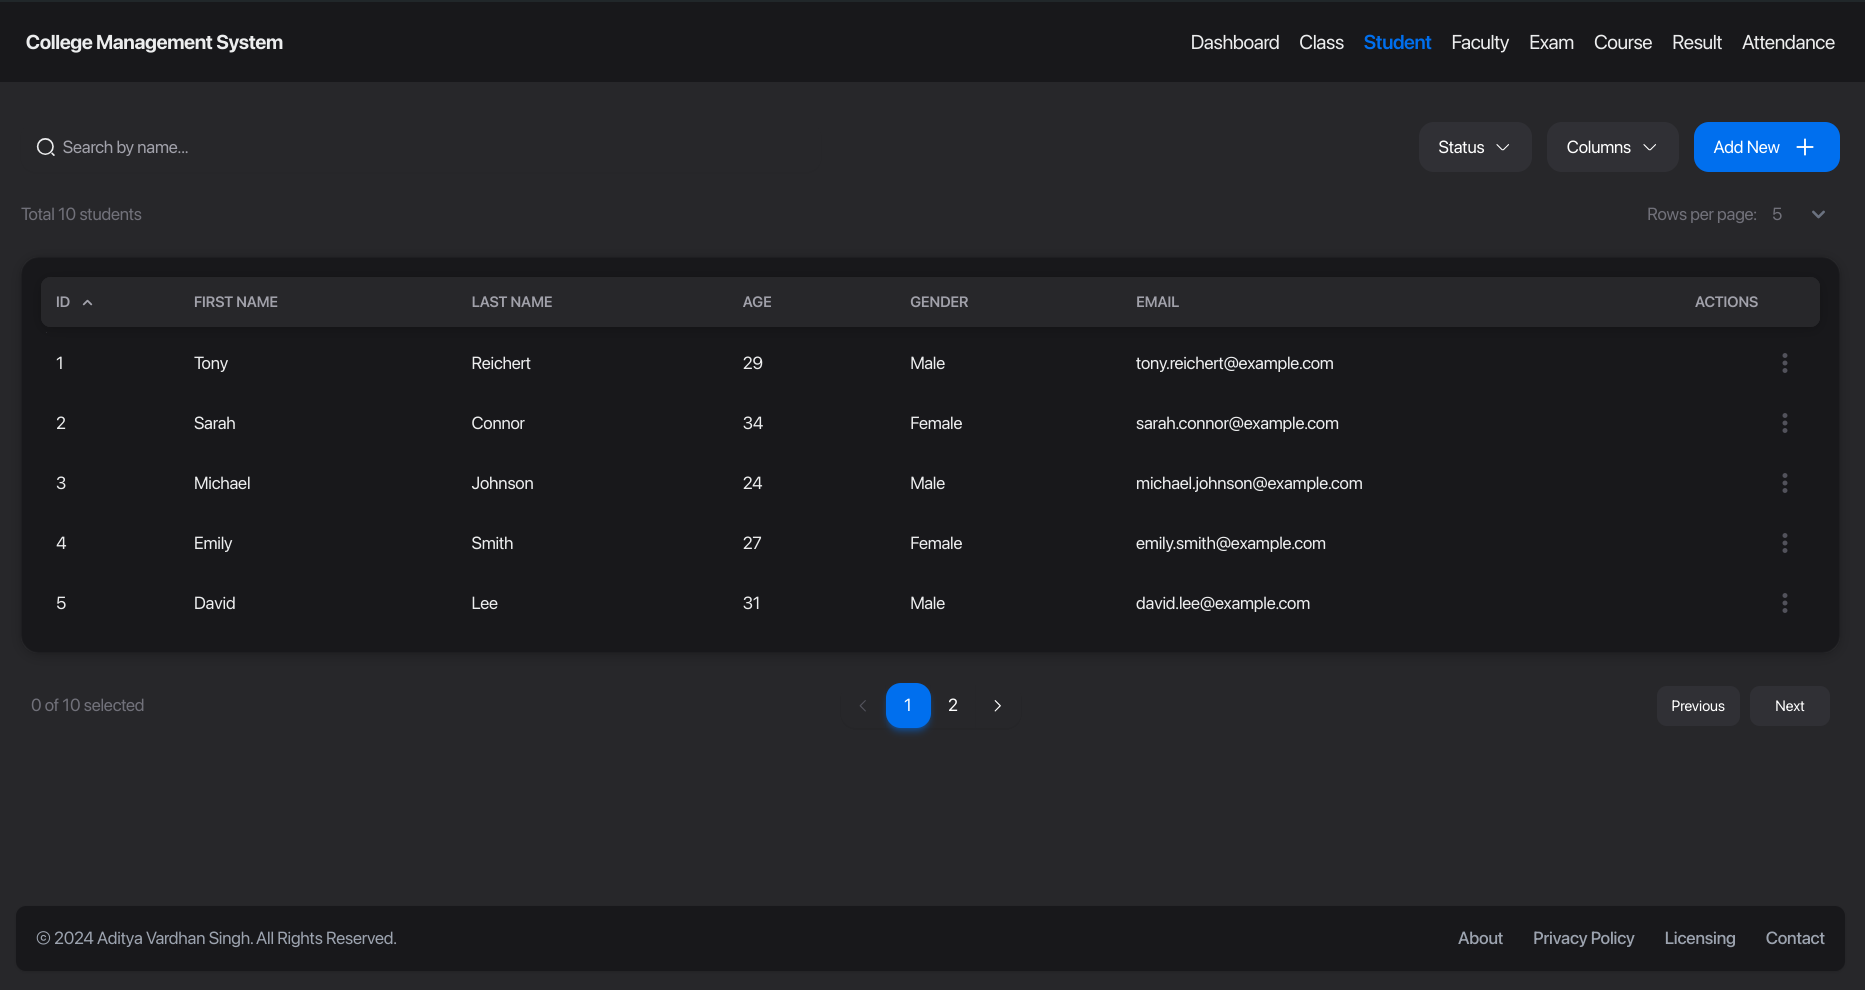 College Management System
Dashboard Class Student Faculty Exam Course Result Attendance
Search by name...
Status Columns Add New
Total 10 students
Rows per page: 5
ID FIRST NAME LAST NAME AGE GENDER EMAIL ACTIONS
1 Tony Reichert 29 Male tony.reichert@example.com
2 Sarah Connor 34 Female sarah.connor@example.com
3 Michael Johnson 24 Male michael.johnson@example.com
4 Emily Smith 27 Female emily.smith@example.com
5 David Lee 31 Male david.lee@example.com
0 of 10 selected
1 2
Previous Next
© 2024 Aditya Vardhan Singh. All Rights Reserved.
About Privacy Policy Licensing Contact